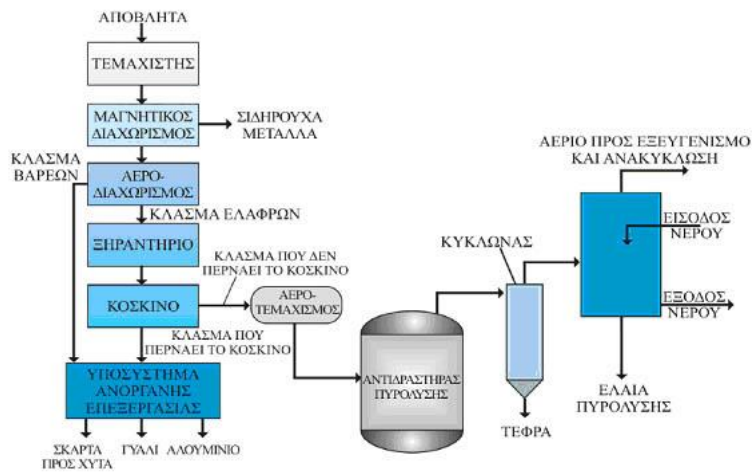 ΑΠΟΒΛΗΤΑ
ΤΕΜΑΧΙΣΤΗΣ
ΜΑΓΝΗΤΙΚΟΣ
ΔΙΑΧΩΡΙΣΜΟΣ
ΣΙΔΗΡΟΥΧΑ
ΜΕΤΑΛΛΑ
ΚΛΑΣΜΑ
ΒΑΡΕΩΝ
ΑΕΡΟ-
ΔΙΑΧΩΡΙΣΜΟΣ
ΚΛΑΣΜΑ ΕΛΑΦΡΩΝ
ΞΗΡΑΝΤΗΡΙΟ
ΚΛΑΣΜΑ ΠΟΥ ΔΕΝ
ΠΕΡΝΑΕΙ ΤΟ ΚΟΣΚΙΝΟ
ΚΟΣΚΙΝΟ
ΑΕΡΟ-
ΤΕΜΑΧΙΣΜΟΣ
ΚΛΑΣΜΑ ΠΟΥ
ΠΕΡΝΑΕΙ ΤΟ ΚΟΣΚΙΝΟ
ΥΠΟΣΥΣΤΗΜΑ
ΑΝΟΡΓΑΝΗΣ
ΕΠΕΞΕΡΓΑΣΙΑΣ
ΣΚΑΡΤΑ
ΠΡΟΣ ΧΥΤΑ
ΓΥΑΛΙ
ΑΛΟΥΜΙΝΙΟ
ΑΝΤΙΔΡΑΣΤΗΡΑΣ
ΠΥΡΟΛΥΣΗΣ
ΚΥΚΛΩΝΑΣ
ΤΕΦΡΑ
ΑΕΡΙΟ ΠΡΟΣ ΕΞΕΥΓΕΝΙΣΜΟ
ΚΑΙ ΑΝΑΚΥΚΛΩΣΗ
ΕΙΣΟΔΟΣ
ΝΕΡΟΥ
ΕΞΟΔΟΣ
ΝΕΡΟΥ
ΕΛΑΙΑ
ΠΥΡΟΛΥΣΗΣ